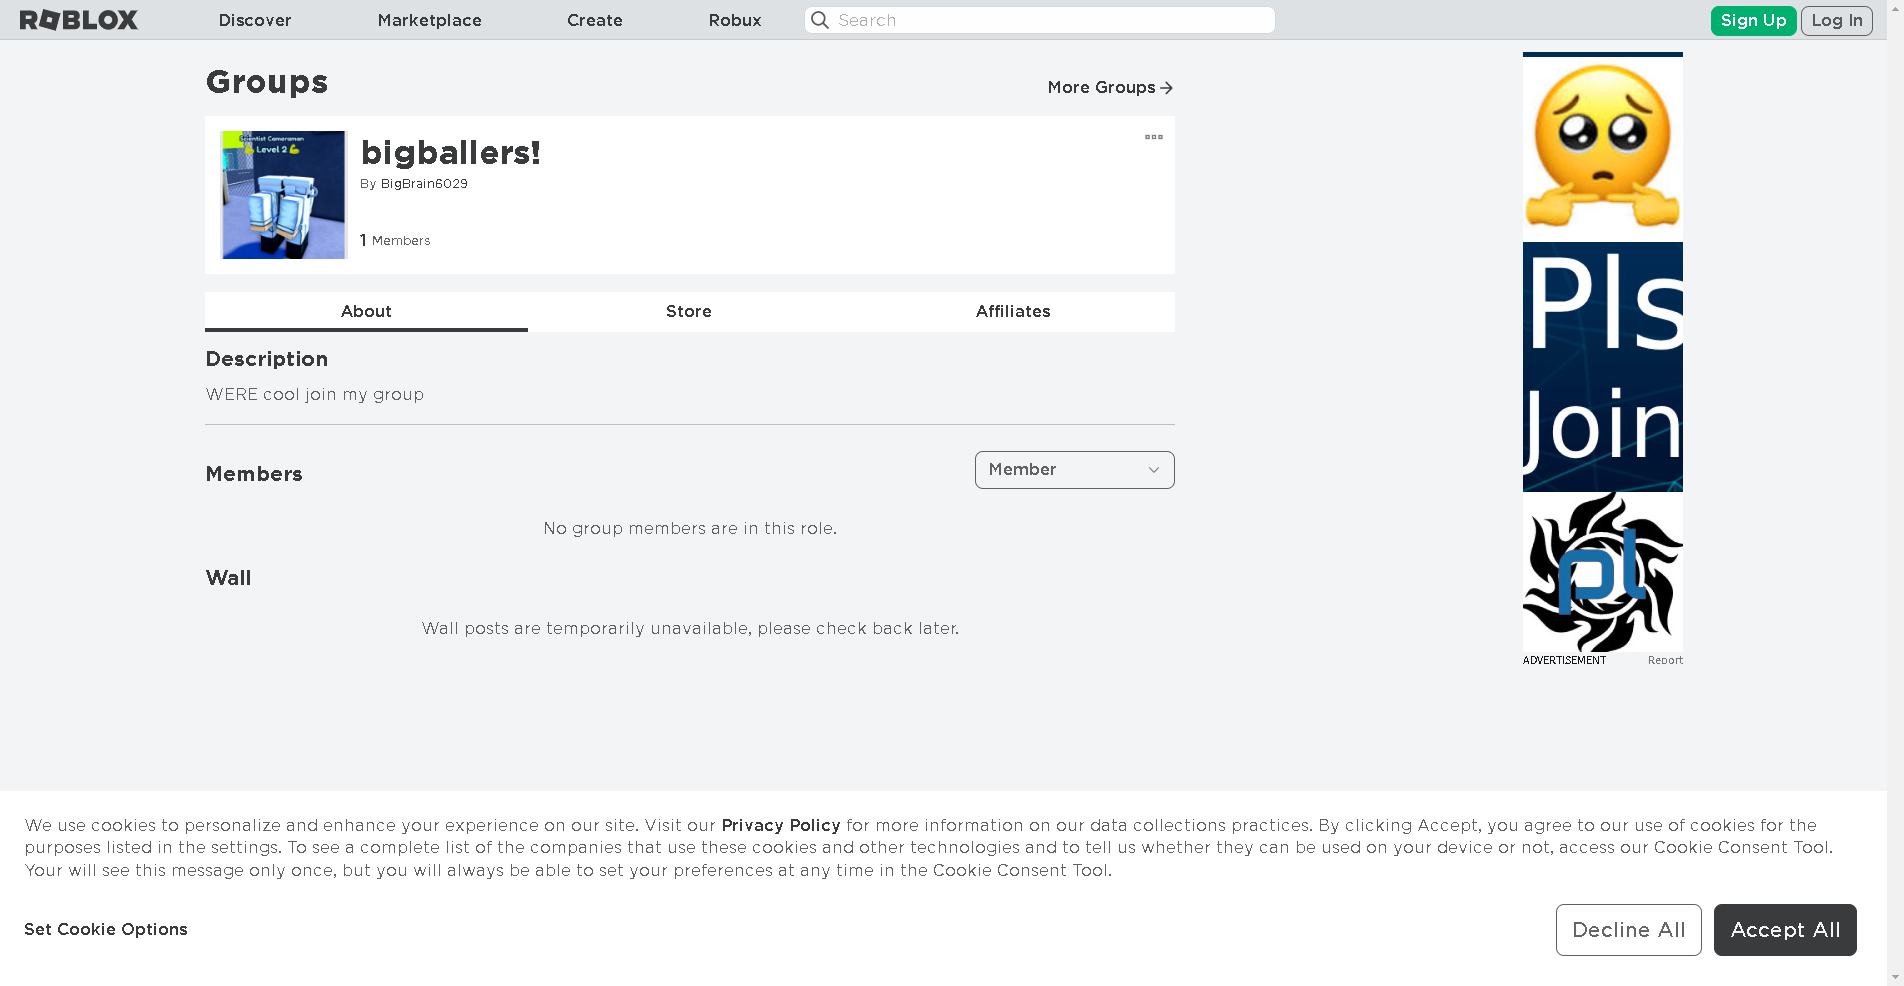 ROBLOX Discover Marketplace Create Robux Search Sign Up Log In
Groups
More Groups
Scientist Cameraman
Level 2
bigballers!
By BigBrain6029
1 Members
About Store Affiliates
Description
WERE cool join my group
Members
Member
No group members are in this role.
Wall
Wall posts are temporarily unavailable, please check back later.
Pls
Join
pl
ADVERTISEMENT Report
We use cookies to personalize and enhance your experience on our site. Visit our Privacy Policy for more information on our data collections practices. By clicking Accept, you agree to our use of cookies for the
purposes listed in the settings. To see a complete list of the companies that use these cookies and other technologies and to tell us whether they can be used on your device or not, access our Cookie Consent Tool.
Your will see this message only once, but you will always be able to set your preferences at any time in the Cookie Consent Tool.
Set Cookie Options
Decline All
Accept All